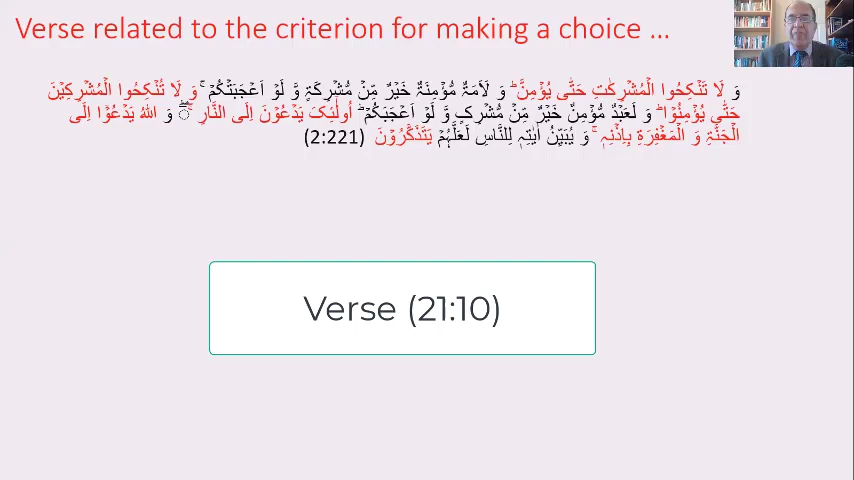 Verse related to the criterion for making a choice ...
وَ لَا تَنۡکِحُوا الۡمُشۡرِکٰتِ حَتّٰی یُؤۡمِنَّ ؕ وَ لَاَمَۃٌ مُّؤۡمِنَۃٌ خَیۡرٌ مِّنۡ مُّشۡرِکَۃٍ وَّ لَوۡ اَعۡجَبَتۡکُمۡ ۚ وَ لَا تُنۡکِحُوا الۡمُشۡرِکِیۡنَ
حَتّٰی یُؤۡمِنُوۡا ؕ وَ لَعَبۡدٌ مُّؤۡمِنٌ خَیۡرٌ مِّنۡ مُّشۡرِکٍ وَّ لَوۡ اَعۡجَبَکُمۡ ؕ اُولٰٓئِکَ یَدۡعُوۡنَ اِلَی النَّارِ ۚۖ وَ اللّٰہُ یَدۡعُوۡۤا اِلَی
الۡجَنَّۃِ وَ الۡمَغۡفِرَۃِ بِاِذۡنِہٖ ۚ وَ یُبَیِّنُ اٰیٰتِہٖ لِلنَّاسِ لَعَلَّہُمۡ یَتَذَکَّرُوۡنَ (2:221)
Verse (21:10)